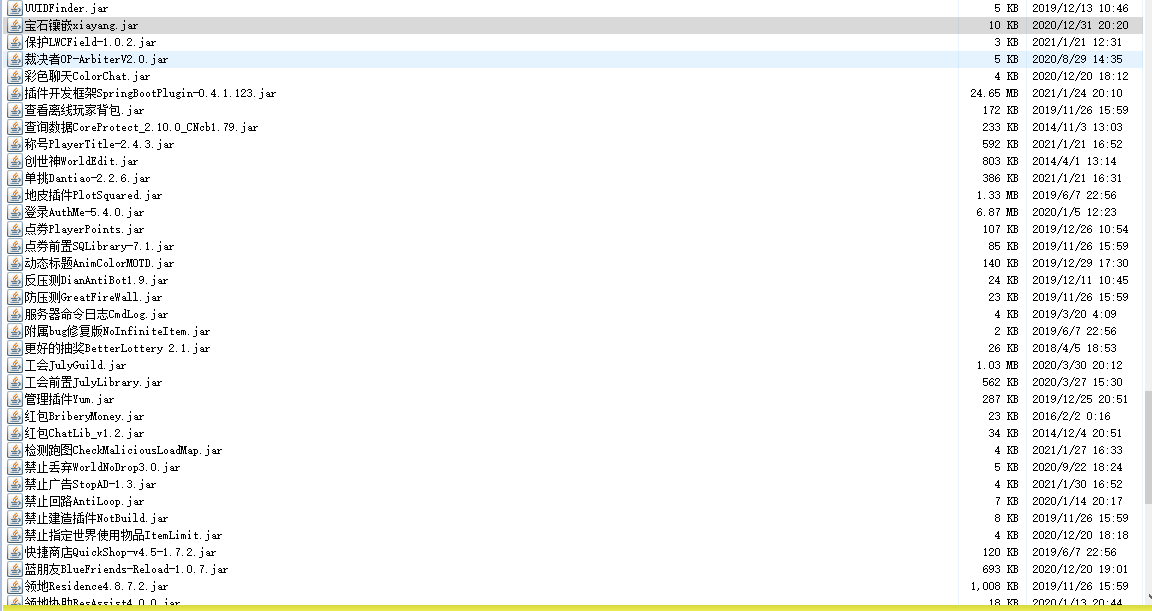 UUIDFinder.jar 5 KB 2019/12/13 10:46
宝石镶嵌xiayang.jar 10 KB 2020/12/31 20:20
保护LWCField-1.0.2.jar 3 KB 2021/1/21 12:31
裁决者OP-ArbiterV2.0.jar 5 KB 2020/8/29 14:35
彩色聊天ColorChat.jar 4 KB 2020/12/20 18:12
插件开发框架SpringBootPlugin-0.4.1.123.jar 24.65 MB 2021/1/24 20:10
查看离线玩家背包.jar 172 KB 2019/11/26 15:59
查询数据CoreProtect_2.10.0_CNcb1.79.jar 233 KB 2014/11/3 13:03
称号PlayerTitle-2.4.3.jar 592 KB 2021/1/21 16:52
创世神WorldEdit.jar 803 KB 2014/4/1 13:14
单挑Dantiao-2.2.6.jar 386 KB 2021/1/21 16:31
地皮插件PlotSquared.jar 1.33 MB 2019/6/7 22:56
登录AuthMe-5.4.0.jar 6.87 MB 2020/1/5 12:23
点券PlayerPoints.jar 107 KB 2019/12/26 10:54
点券前置SQLibrary-7.1.jar 85 KB 2019/11/26 15:59
动态标题AnimColorMOTD.jar 140 KB 2019/12/29 17:30
反压测DianAntiBot1.9.jar 24 KB 2019/12/11 10:45
防压测GreatFireWall.jar 23 KB 2019/11/26 15:59
服务器命令日志CmdLog.jar 4 KB 2019/3/20 4:09
附属bug修复版NoInfiniteItem.jar 2 KB 2019/6/7 22:56
更好的抽奖BetterLottery 2.1.jar 26 KB 2018/4/5 18:53
工会JulyGuild.jar 1.03 MB 2020/3/30 20:12
工会前置JulyLibrary.jar 562 KB 2020/3/27 15:30
管理插件Yum.jar 287 KB 2019/12/25 20:51
红包BriberyMoney.jar 23 KB 2016/2/2 0:16
红包ChatLib_v1.2.jar 34 KB 2014/12/4 20:51
检测跑图CheckMaliciousLoadMap.jar 4 KB 2021/1/27 16:33
禁止丢弃WorldNoDrop3.0.jar 5 KB 2020/9/22 18:24
禁止广告StopAD-1.3.jar 4 KB 2021/1/30 16:52
禁止回路AntiLoop.jar 7 KB 2020/1/14 20:17
禁止建造插件NotBuild.jar 8 KB 2019/11/26 15:59
禁止指定世界使用物品ItemLimit.jar 4 KB 2020/12/20 18:18
快捷商店QuickShop-v4.5-1.7.2.jar 120 KB 2019/6/7 22:56
蓝朋友BlueFriends-Reload-1.0.7.jar 693 KB 2020/12/20 19:01
领地Residence4.8.7.2.jar 1,008 KB 2019/11/26 15:59
领地协助ResAssist4.0.0.jar 18 KB 2020/1/13 20:44